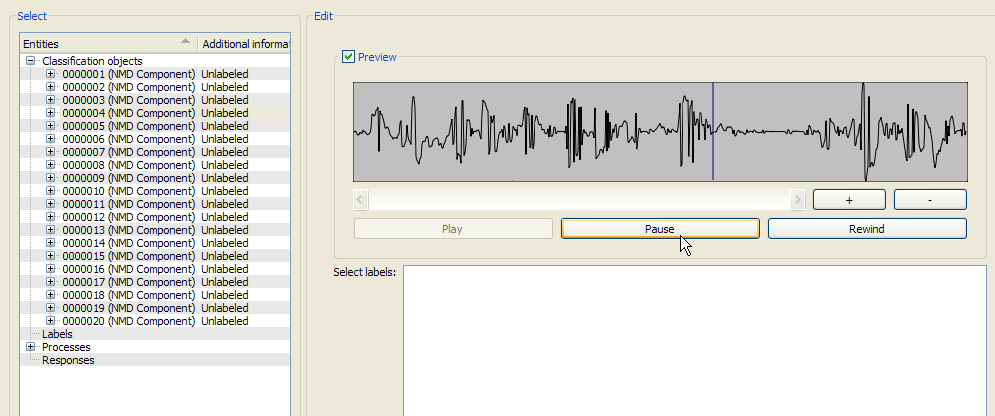 Select
Edit
Entities Additional informat
Classification objects
0000001 (NMD Component) Unlabeled
0000002 (NMD Component) Unlabeled
0000003 (NMD Component) Unlabeled
0000004 (NMD Component) Unlabeled
0000005 (NMD Component) Unlabeled
0000006 (NMD Component) Unlabeled
0000007 (NMD Component) Unlabeled
0000008 (NMD Component) Unlabeled
0000009 (NMD Component) Unlabeled
0000010 (NMD Component) Unlabeled
0000011 (NMD Component) Unlabeled
0000012 (NMD Component) Unlabeled
0000013 (NMD Component) Unlabeled
0000014 (NMD Component) Unlabeled
0000015 (NMD Component) Unlabeled
0000016 (NMD Component) Unlabeled
0000017 (NMD Component) Unlabeled
0000018 (NMD Component) Unlabeled
0000019 (NMD Component) Unlabeled
0000020 (NMD Component) Unlabeled
Labels
Processes
Responses
Preview
+ -
Play Pause Rewind
Select labels: